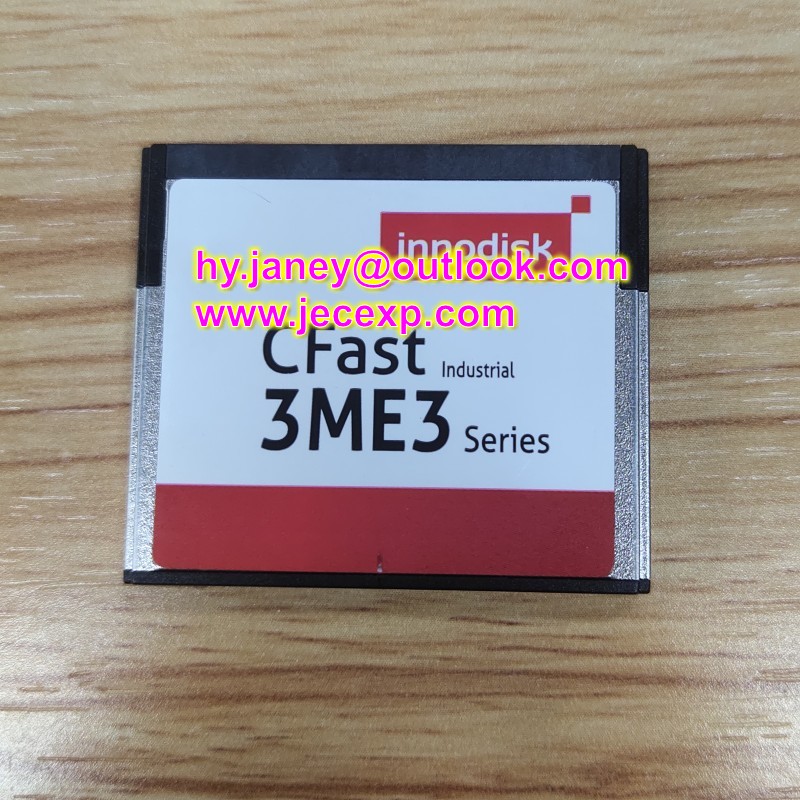 innodisk
hy.janey@outlook.com
www.jecexp.com
CFast Industrial
3ME3 Series